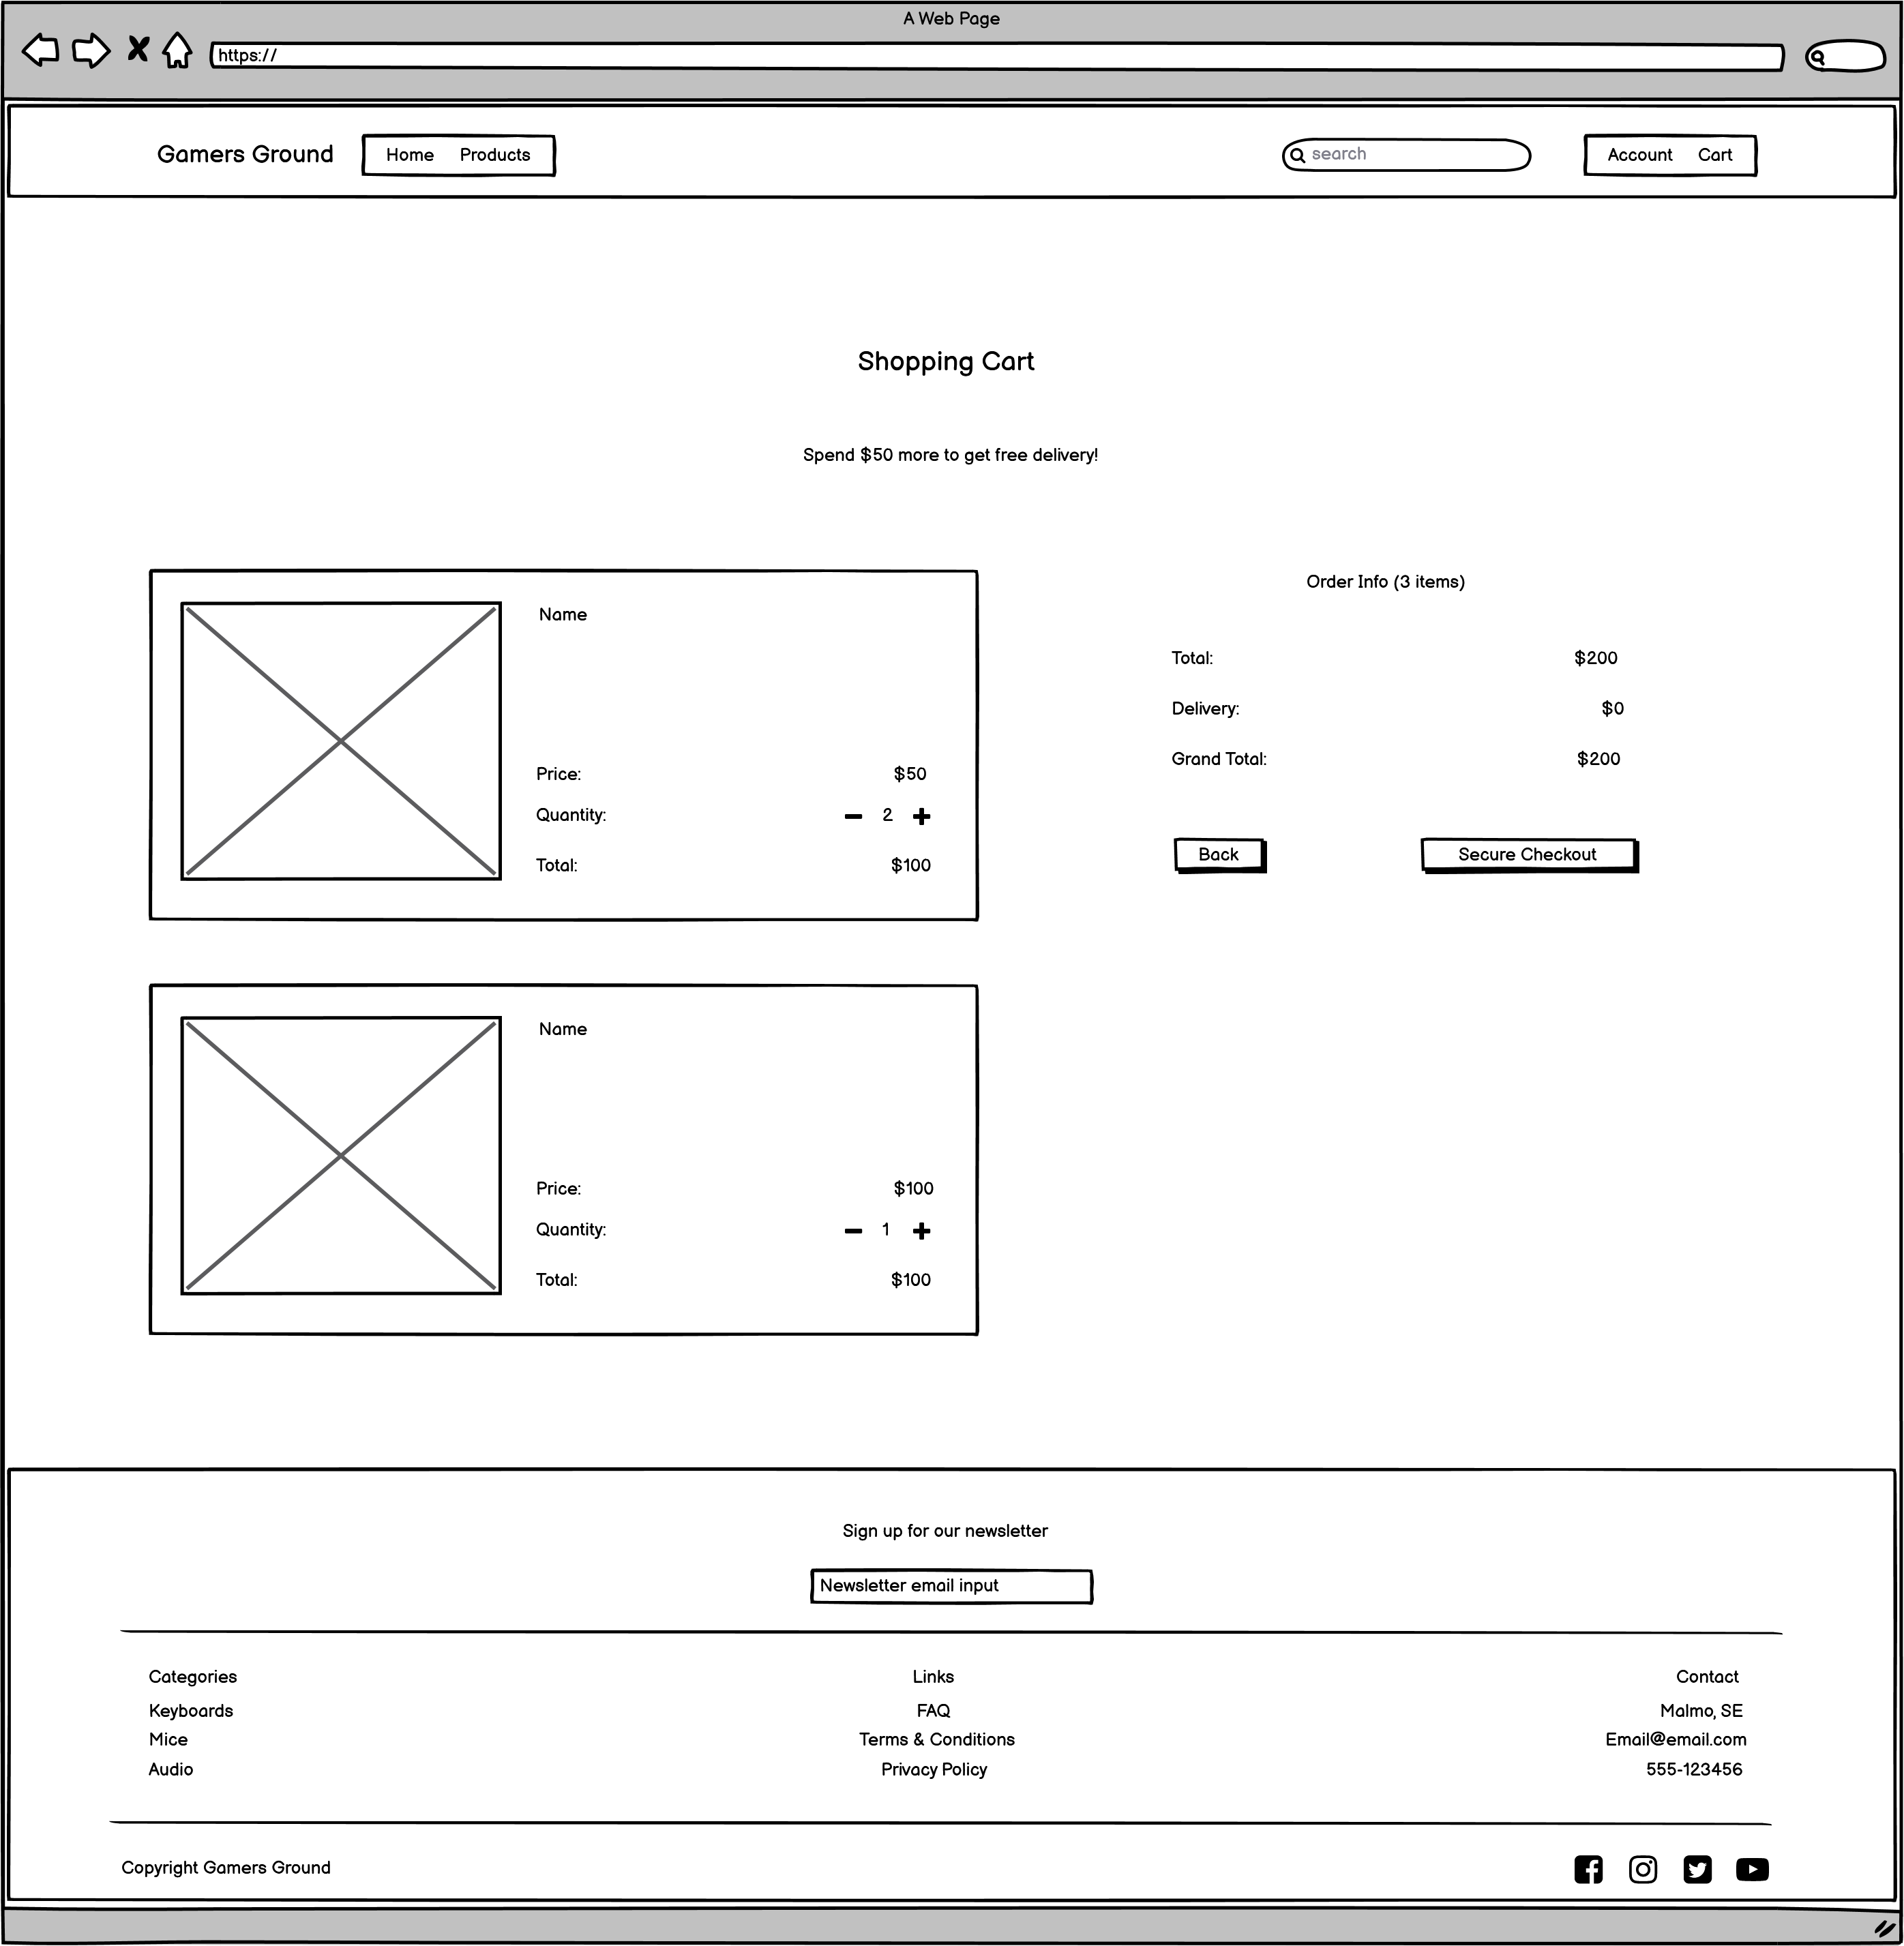 A Web Page
https://
Gamers Ground Home Products search Account Cart
Shopping Cart
Spend $50 more to get free delivery!
Name
Price: $50
Quantity: 2
Total: $100
Order Info (3 items)
Total: $200
Delivery: $0
Grand Total: $200
Back Secure Checkout
Name
Price: $100
Quantity: 1
Total: $100
Sign up for our newsletter
Newsletter email input
Categories
Keyboards
Mice
Audio
Links
FAQ
Terms & Conditions
Privacy Policy
Contact
Malmo, SE
Email@email.com
555-123456
Copyright Gamers Ground